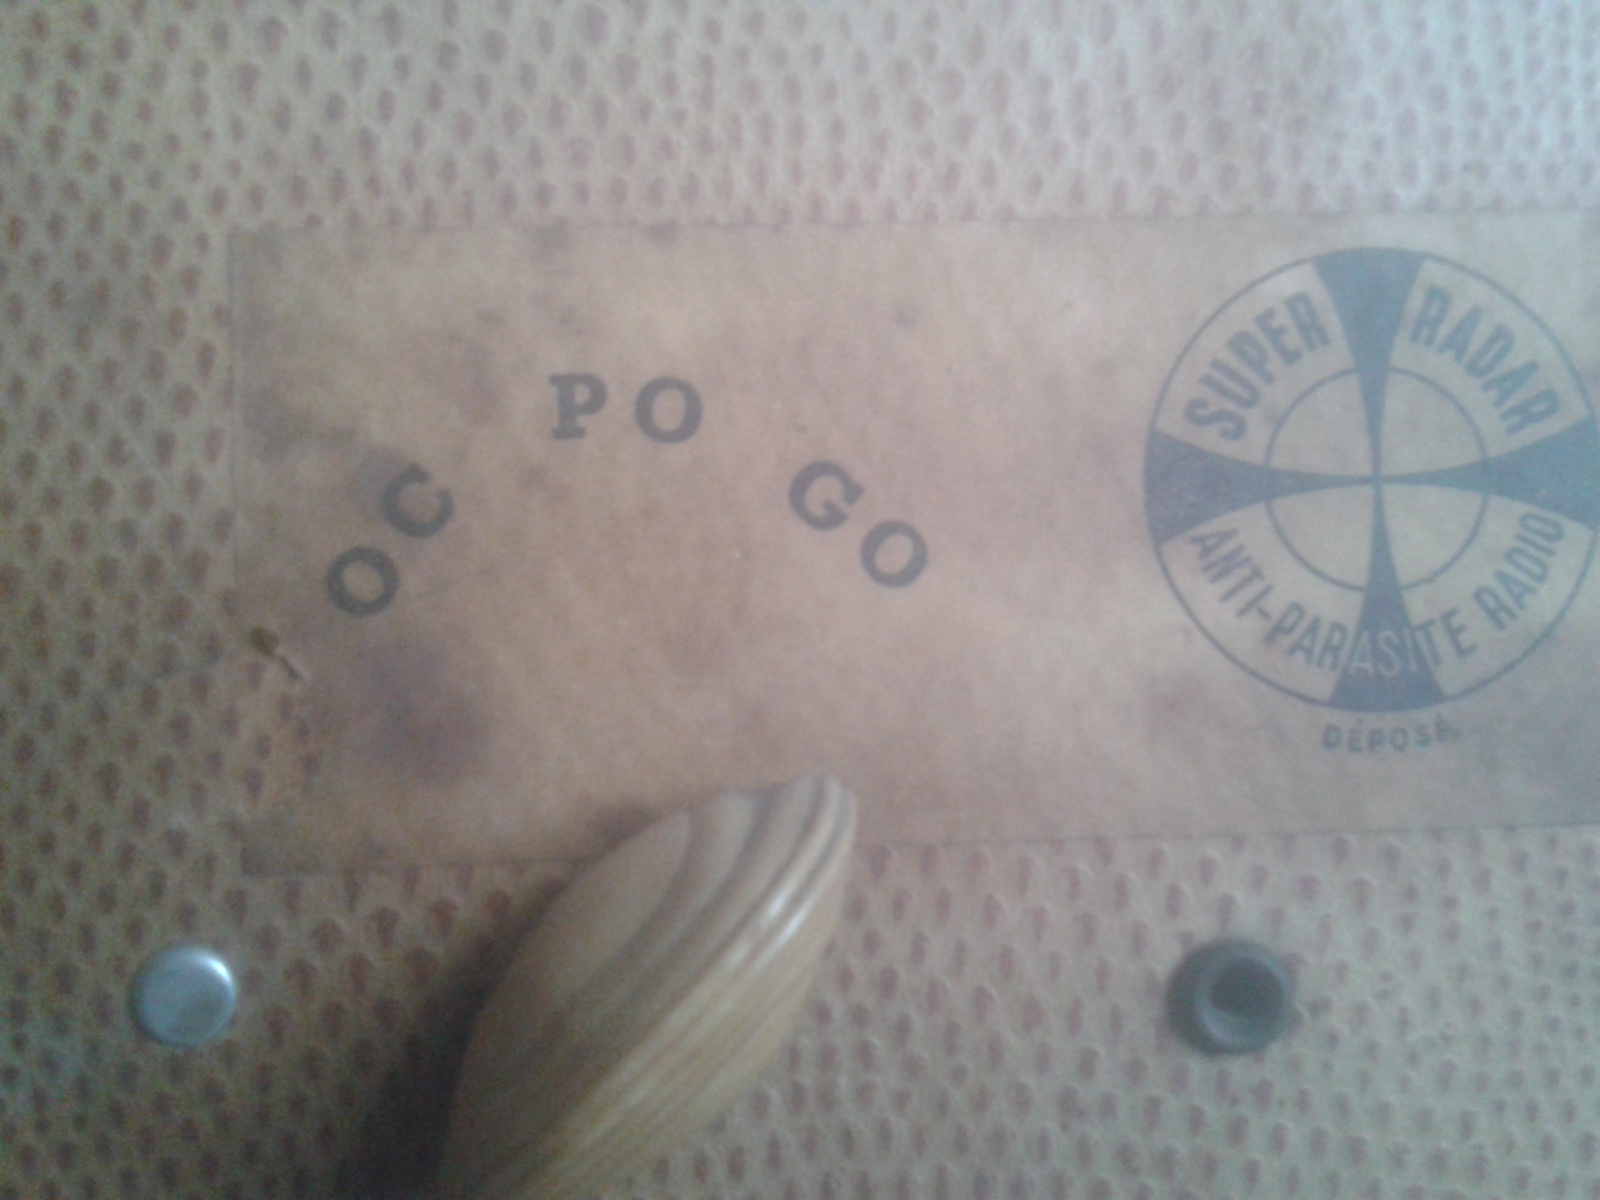 OC PO GO
SUPER RADAR
ANTI-PARASITE RADIO
DÉPOSÉ